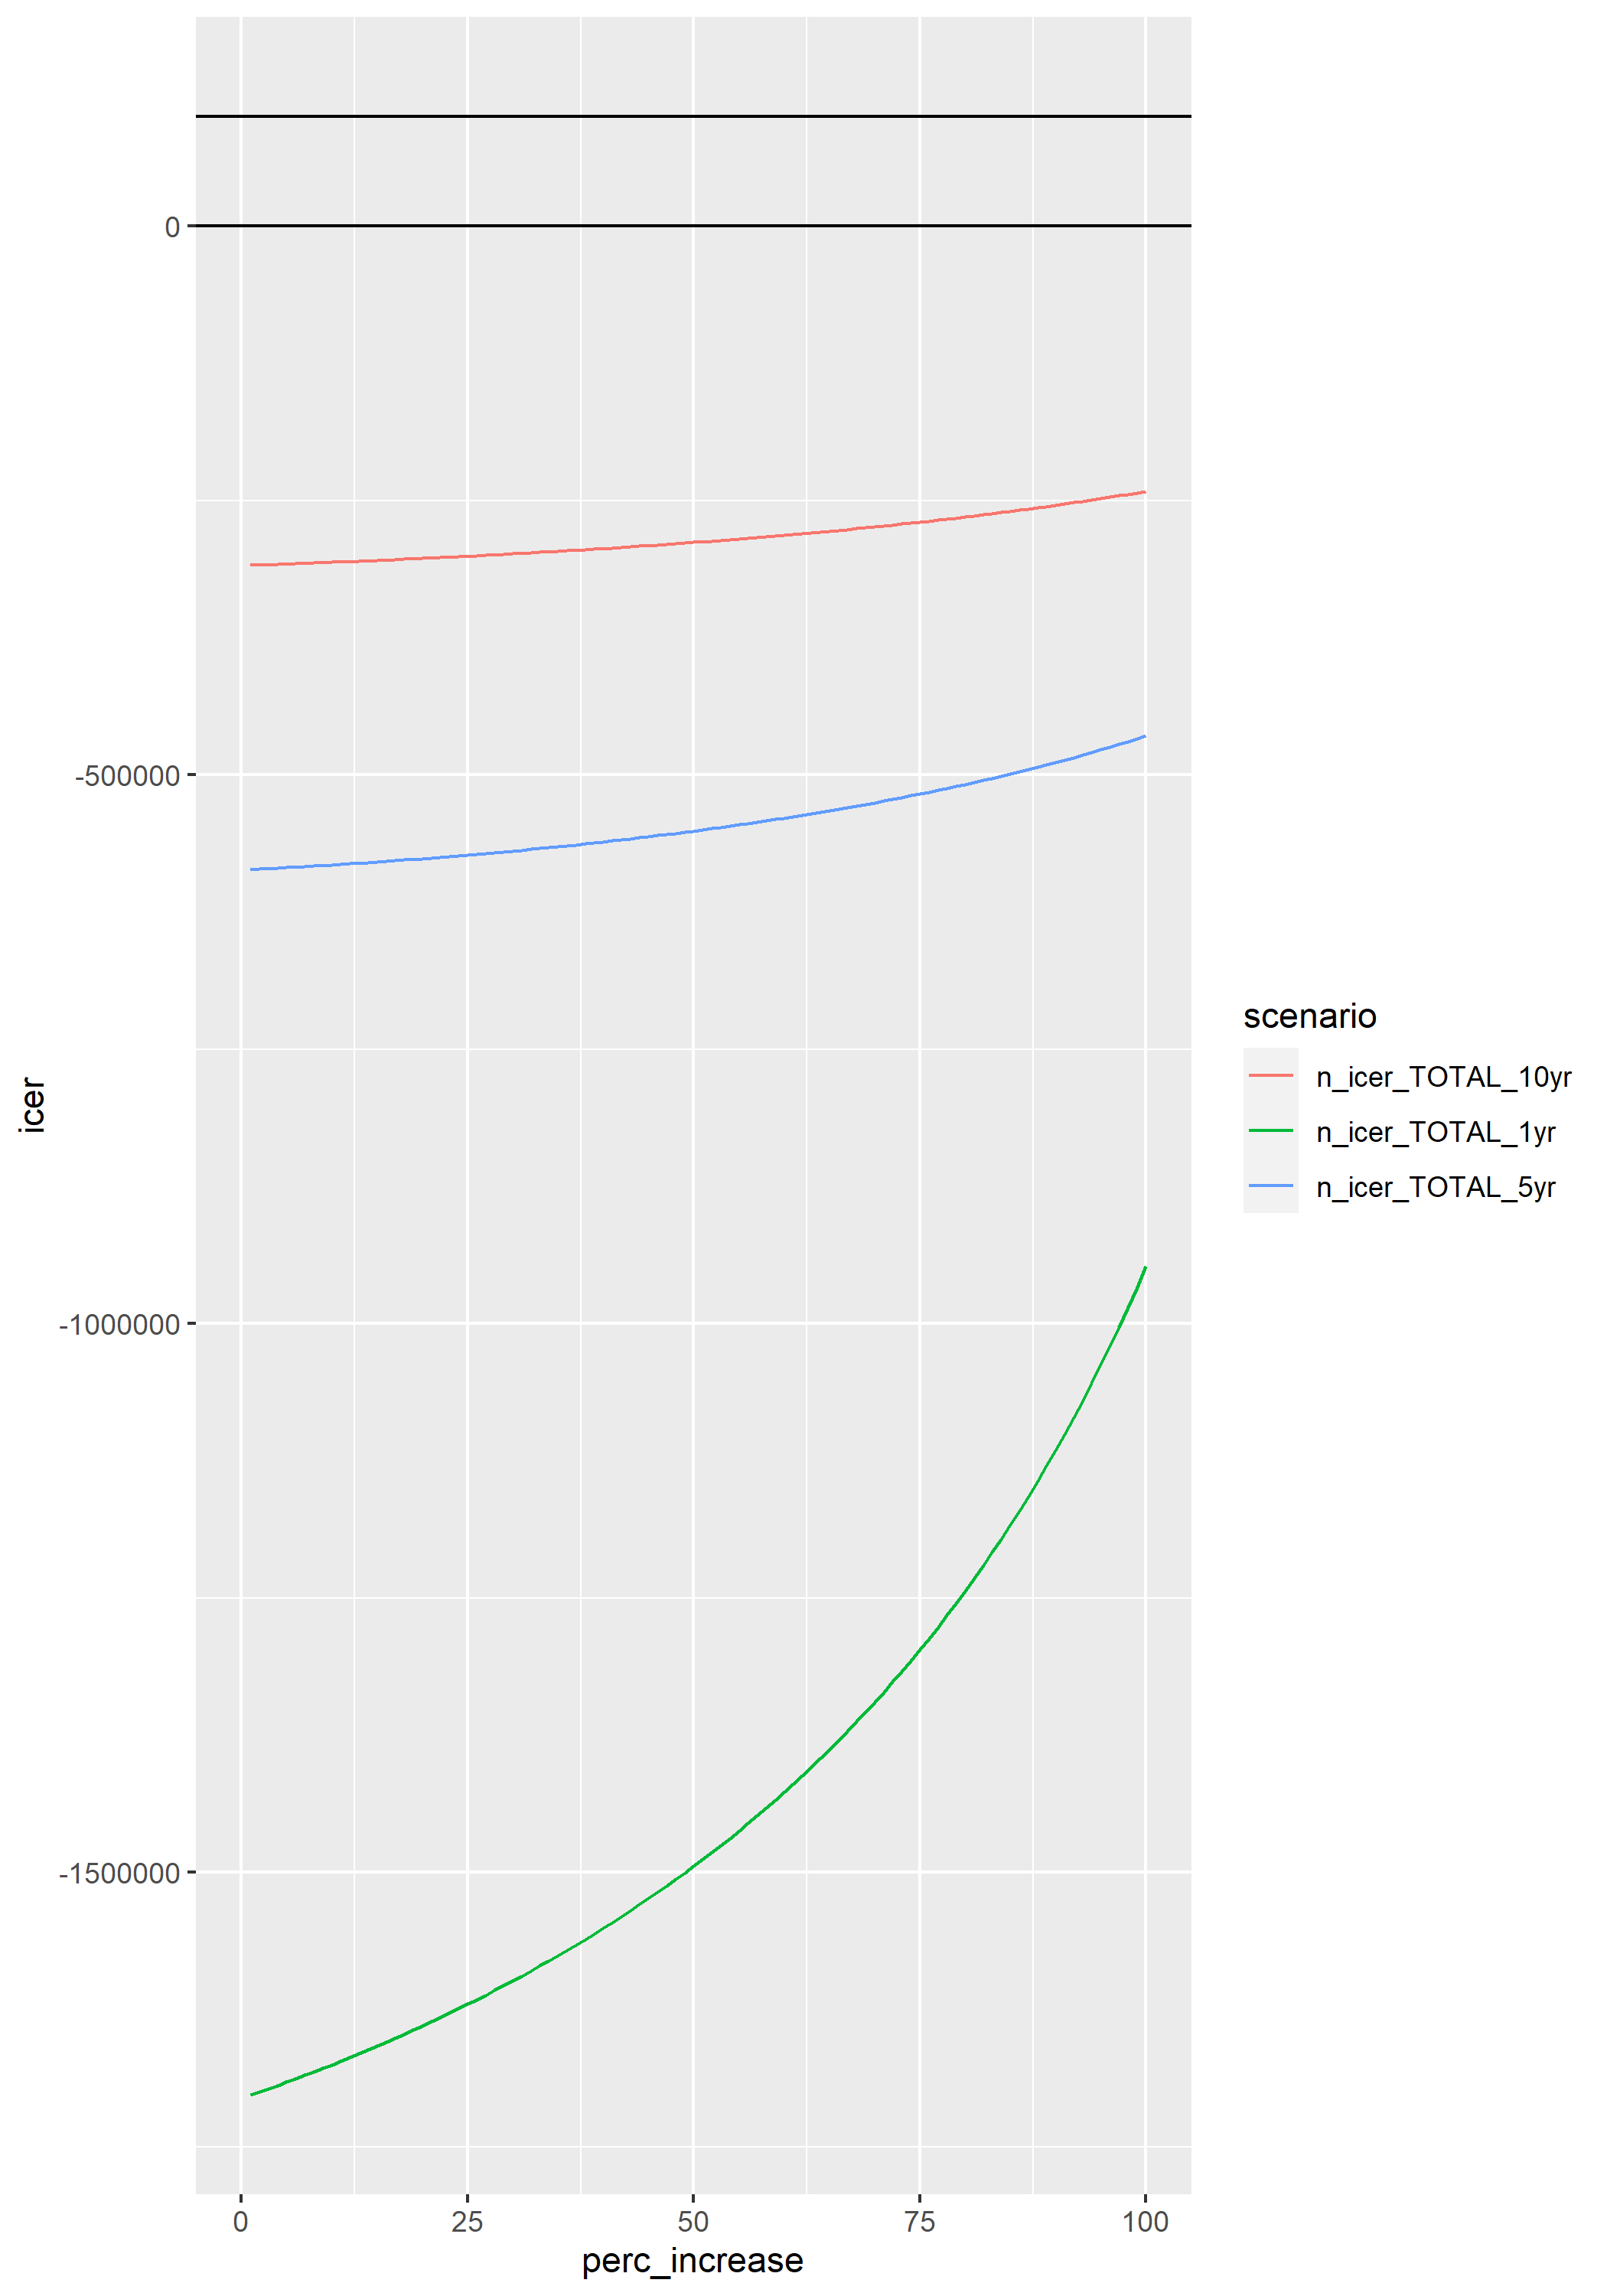 0
-500000
-1000000
-1500000
icer
0 25 50 75 100
perc_increase
scenario
n_icer_TOTAL_10yr
n_icer_TOTAL_1yr
n_icer_TOTAL_5yr